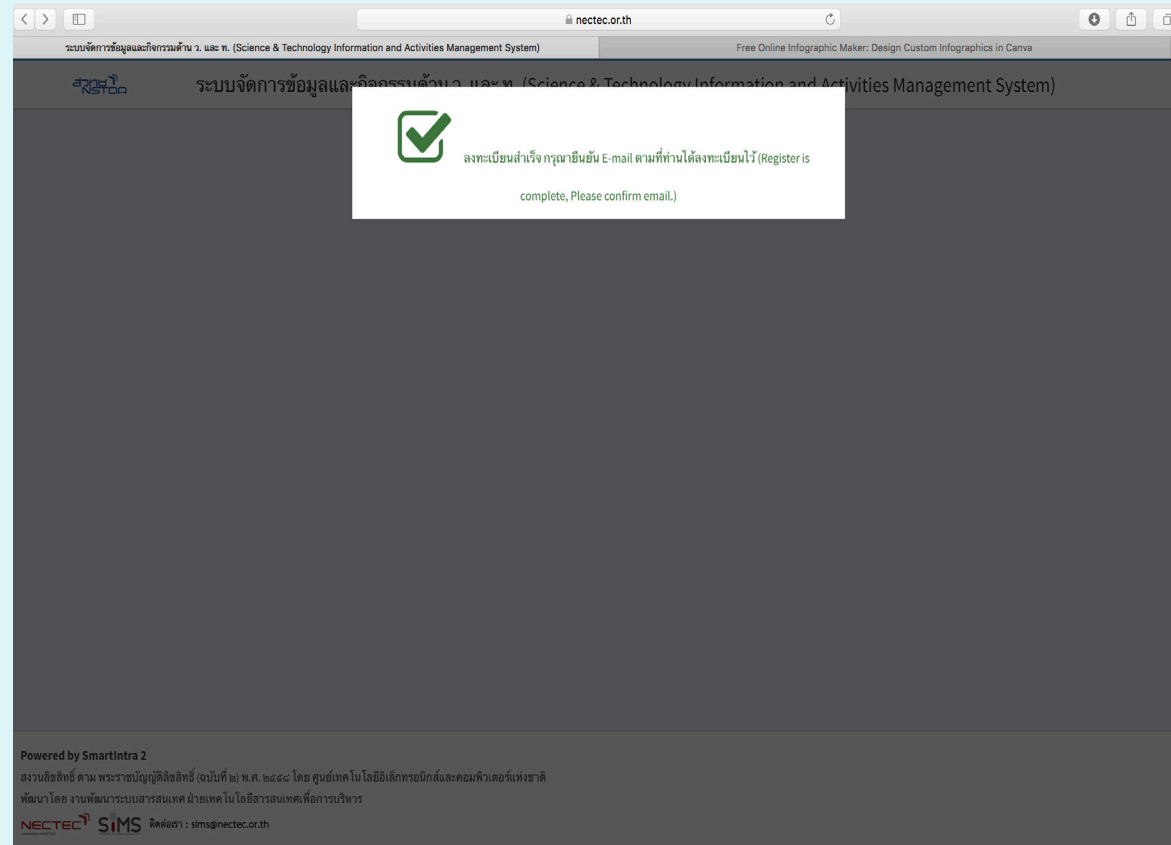 nectec.or.th
ระบบจัดการข้อมูลและกิจกรรมด้าน ว. และ ท. (Science & Technology Information and Activities Management System)
Free Online Infographic Maker: Design Custom Infographics in Canva
สวทช NSTDA
ระบบจัดการข้อมูลและกิจกรรมด้าน ว. และ ท. (Science & Technology Information and Activities Management System)
ลงทะเบียนสำเร็จ กรุณายืนยัน E-mail ตามที่ท่านได้ลงทะเบียนไว้ (Register is
complete, Please confirm email.)
Powered by SmartIntra 2
สงวนลิขสิทธิ์ ตาม พระราชบัญญัติลิขสิทธิ์ (ฉบับที่ ๒) พ.ศ. ๒๕๕๘ โดย ศูนย์เทคโนโลยีอิเล็กทรอนิกส์และคอมพิวเตอร์แห่งชาติ
พัฒนาโดย งานพัฒนาระบบสารสนเทศ ฝ่ายเทคโนโลยีสารสนเทศเพื่อการบริหาร
NECTEC SiMS ติดต่อเรา : sims@nectec.or.th